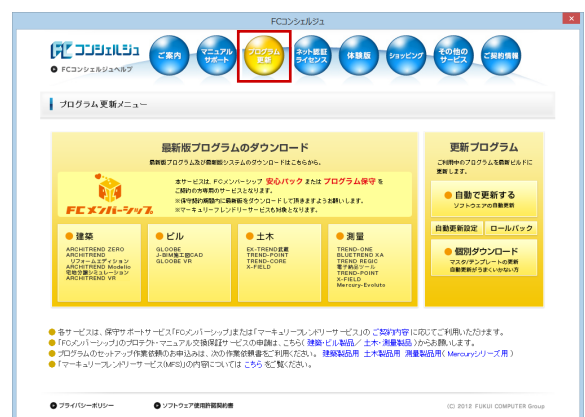 FCコンシェルジュ
FCコンシェルジュ
FCコンシェルジュヘルプ
ご案内
マニュアル
サポート
プログラム
更新
ネット認証
ライセンス
体験版
ショッピング
その他の
サービス
ご契約情報
プログラム更新メニュー
最新版プログラムのダウンロード
最新版プログラム及び最新版システムのダウンロードはこちらから。
FCメンバーシップ
本サービスは、FCメンバーシップ 安心パック または プログラム保守 を
ご契約の方専用のサービスとなります。
※保守契約期間内に最新版をダウンロードして頂きますようお願いします。
※マーキュリーフレンドリーサービスも対象となります。
建築
ARCHITREND ZERO
ARCHITREND
リフォームエディション
ARCHITREND Modelio
宅地分譲シミュレーション
ARCHITREND VR
ビル
GLOOBE
J-BIM施工図CAD
GLOOBE VR
土木
EX-TREND武蔵
TREND-POINT
TREND-CORE
X-FIELD
測量
TREND-ONE
BLUETREND XA
TREND REGIC
電子納品ツール
TREND-POINT
X-FIELD
Mercury-Evoluto
更新プログラム
ご利用中のプログラムを最新ビルドに
更新します。
自動で更新する
ソフトウェアの自動更新
自動更新設定
ロールバック
個別ダウンロード
マスタ/テンプレートの更新
自動更新がうまくいかない方
各サービスは、保守サポートサービス「FCメンバーシップ」または「マーキュリーフレンドリーサービス」の ご契約内容 に応じてご利用いただけます。
「FCメンバーシップ」のプロテクト・マニュアル交換保証サービスの申請は、こちら( 建築・ビル製品 / 土木・測量製品 )からお願いします。
プログラムのセットアップ作業依頼のお申込みは、次の作業依頼書をご利用ください。 建築製品用 土木製品用 測量製品用( Mercuryシリーズ用 )
「マーキュリーフレンドリーサービス(MFS)」の内容については こちら をご覧ください。
プライバシーポリシー
ソフトウェア使用許諾契約書
(C) 2012 FUKUI COMPUTER Group